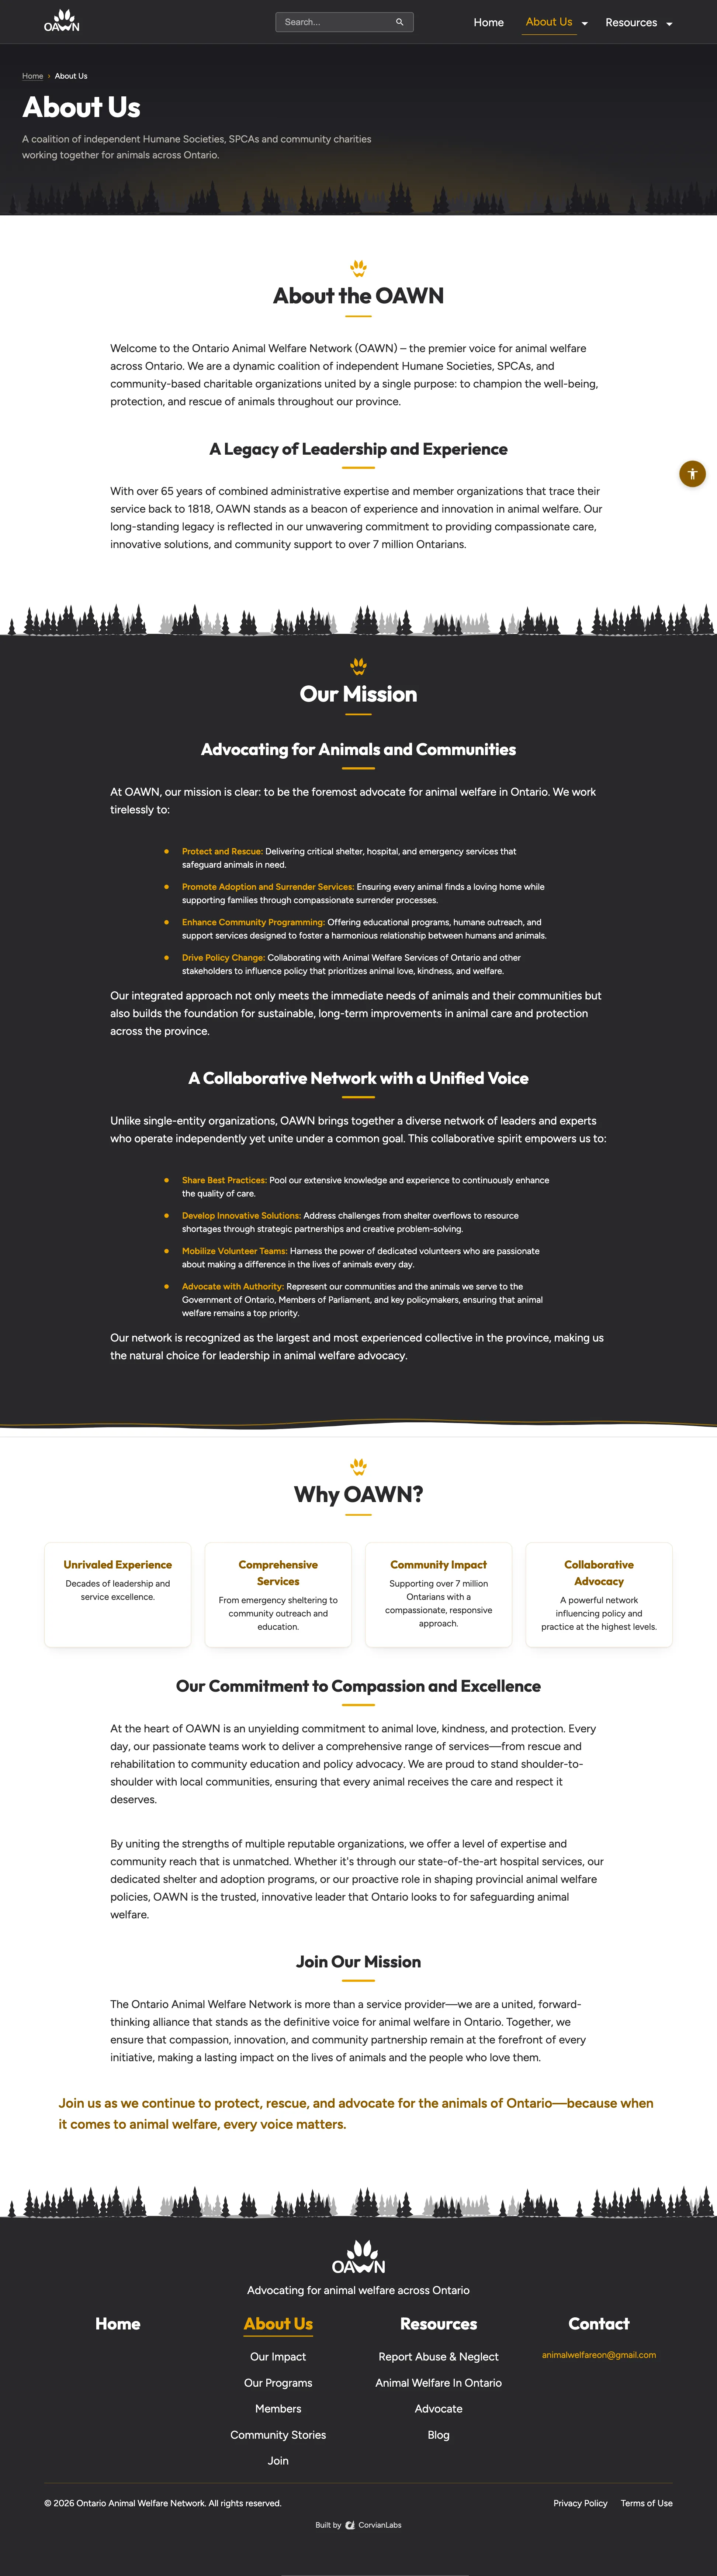 OAWN
Search...
Home
About Us
Resources
Home › About Us
About Us
A coalition of independent Humane Societies, SPCAs and community charities
working together for animals across Ontario.
About the OAWN
Welcome to the Ontario Animal Welfare Network (OAWN) – the premier voice for animal welfare
across Ontario. We are a dynamic coalition of independent Humane Societies, SPCAs, and
community-based charitable organizations united by a single purpose: to champion the well-being,
protection, and rescue of animals throughout our province.
A Legacy of Leadership and Experience
With over 65 years of combined administrative expertise and member organizations that trace their
service back to 1818, OAWN stands as a beacon of experience and innovation in animal welfare. Our
long-standing legacy is reflected in our unwavering commitment to providing compassionate care,
innovative solutions, and community support to over 7 million Ontarians.
Our Mission
Advocating for Animals and Communities
At OAWN, our mission is clear: to be the foremost advocate for animal welfare in Ontario. We work
tirelessly to:
Protect and Rescue: Delivering critical shelter, hospital, and emergency services that
safeguard animals in need.
Promote Adoption and Surrender Services: Ensuring every animal finds a loving home while
supporting families through compassionate surrender processes.
Enhance Community Programming: Offering educational programs, humane outreach, and
support services designed to foster a harmonious relationship between humans and animals.
Drive Policy Change: Collaborating with Animal Welfare Services of Ontario and other
stakeholders to influence policy that prioritizes animal love, kindness, and welfare.
Our integrated approach not only meets the immediate needs of animals and their communities but
also builds the foundation for sustainable, long-term improvements in animal care and protection
across the province.
A Collaborative Network with a Unified Voice
Unlike single-entity organizations, OAWN brings together a diverse network of leaders and experts
who operate independently yet unite under a common goal. This collaborative spirit empowers us to:
Share Best Practices: Pool our extensive knowledge and experience to continuously enhance
the quality of care.
Develop Innovative Solutions: Address challenges from shelter overflows to resource
shortages through strategic partnerships and creative problem-solving.
Mobilize Volunteer Teams: Harness the power of dedicated volunteers who are passionate
about making a difference in the lives of animals every day.
Advocate with Authority: Represent our communities and the animals we serve to the
Government of Ontario, Members of Parliament, and key policymakers, ensuring that animal
welfare remains a top priority.
Our network is recognized as the largest and most experienced collective in the province, making us
the natural choice for leadership in animal welfare advocacy.
Why OAWN?
Unrivaled Experience
Decades of leadership and
service excellence.
Comprehensive
Services
From emergency sheltering to
community outreach and
education.
Community Impact
Supporting over 7 million
Ontarians with a
compassionate, responsive
approach.
Collaborative
Advocacy
A powerful network
influencing policy and
practice at the highest levels.
Our Commitment to Compassion and Excellence
At the heart of OAWN is an unyielding commitment to animal love, kindness, and protection. Every
day, our passionate teams work to deliver a comprehensive range of services—from rescue and
rehabilitation to community education and policy advocacy. We are proud to stand shoulder-to-
shoulder with local communities, ensuring that every animal receives the care and respect it
deserves.
By uniting the strengths of multiple reputable organizations, we offer a level of expertise and
community reach that is unmatched. Whether it's through our state-of-the-art hospital services, our
dedicated shelter and adoption programs, or our proactive role in shaping provincial animal welfare
policies, OAWN is the trusted, innovative leader that Ontario looks to for safeguarding animal
welfare.
Join Our Mission
The Ontario Animal Welfare Network is more than a service provider—we are a united, forward-
thinking alliance that stands as the definitive voice for animal welfare in Ontario. Together, we
ensure that compassion, innovation, and community partnership remain at the forefront of every
initiative, making a lasting impact on the lives of animals and the people who love them.
Join us as we continue to protect, rescue, and advocate for the animals of Ontario—because when
it comes to animal welfare, every voice matters.
OAWN
Advocating for animal welfare across Ontario
Home
About Us
Our Impact
Our Programs
Members
Community Stories
Join
Resources
Report Abuse & Neglect
Animal Welfare In Ontario
Advocate
Blog
Contact
animalwelfareon@gmail.com
© 2026 Ontario Animal Welfare Network. All rights reserved.
Privacy Policy
Terms of Use
Built by CorvianLabs